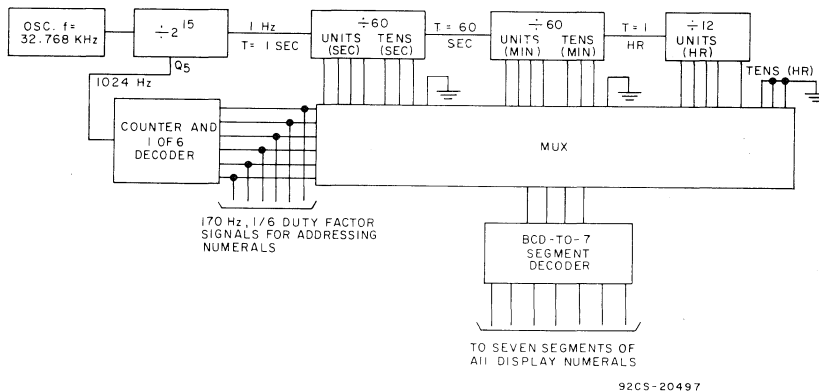 OSC. f=
32.768 KHz
÷2 15
1 Hz
T= 1 SEC
÷60
UNITS TENS
(SEC) (SEC)
T = 60
SEC
÷60
UNITS TENS
(MIN) (MIN)
T = 1
HR
÷12
UNITS
(HR)
TENS (HR)
Q5
1024 Hz
COUNTER AND
1 OF 6
DECODER
MUX
170 Hz, 1/6 DUTY FACTOR
SIGNALS FOR ADDRESSING
NUMERALS
BCD-TO-7
SEGMENT
DECODER
TO SEVEN SEGMENTS OF
All DISPLAY NUMERALS
92CS-20497